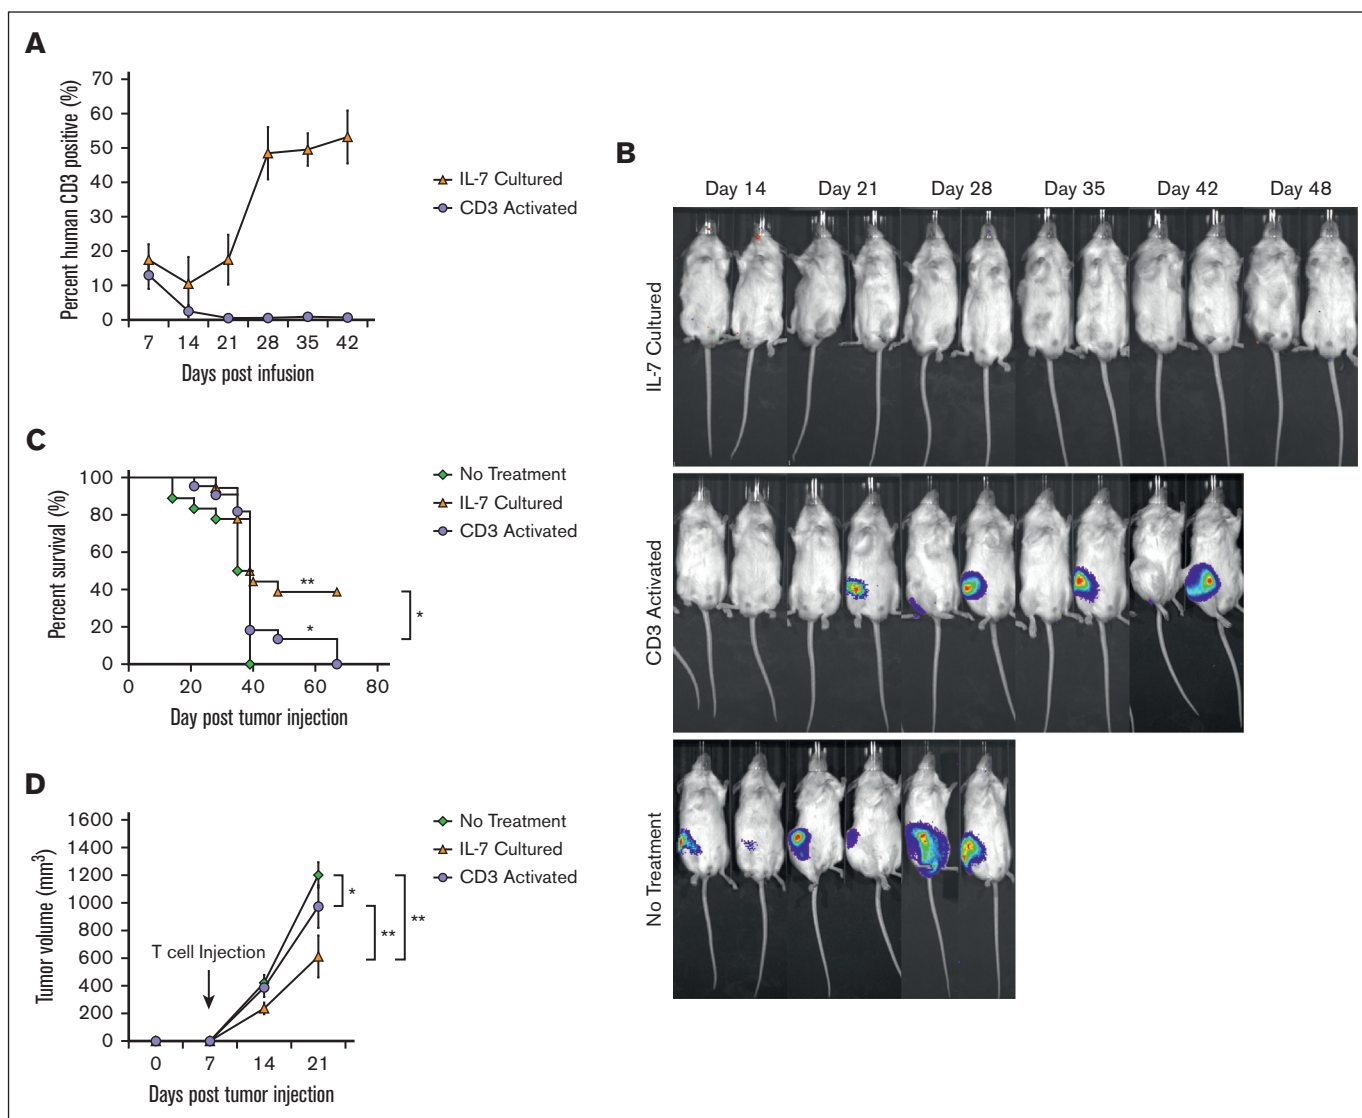 A
Percent human CD3 positive (%)
70
60
50
40
30
20
10
0
7 14 21 28 35 42
Days post infusion
IL-7 Cultured
CD3 Activated
B
Day 14 Day 21 Day 28 Day 35 Day 42 Day 48
IL-7 Cultured
CD3 Activated
No Treatment
C
Percent survival (%)
100
80
60
40
20
0
0 20 40 60 80
Day post tumor injection
**
*
*
No Treatment
IL-7 Cultured
CD3 Activated
D
Tumor volume (mm³)
1600
1400
1200
1000
800
600
400
200
0
0 7 14 21
Days post tumor injection
T cell Injection
*
**
**
No Treatment
IL-7 Cultured
CD3 Activated